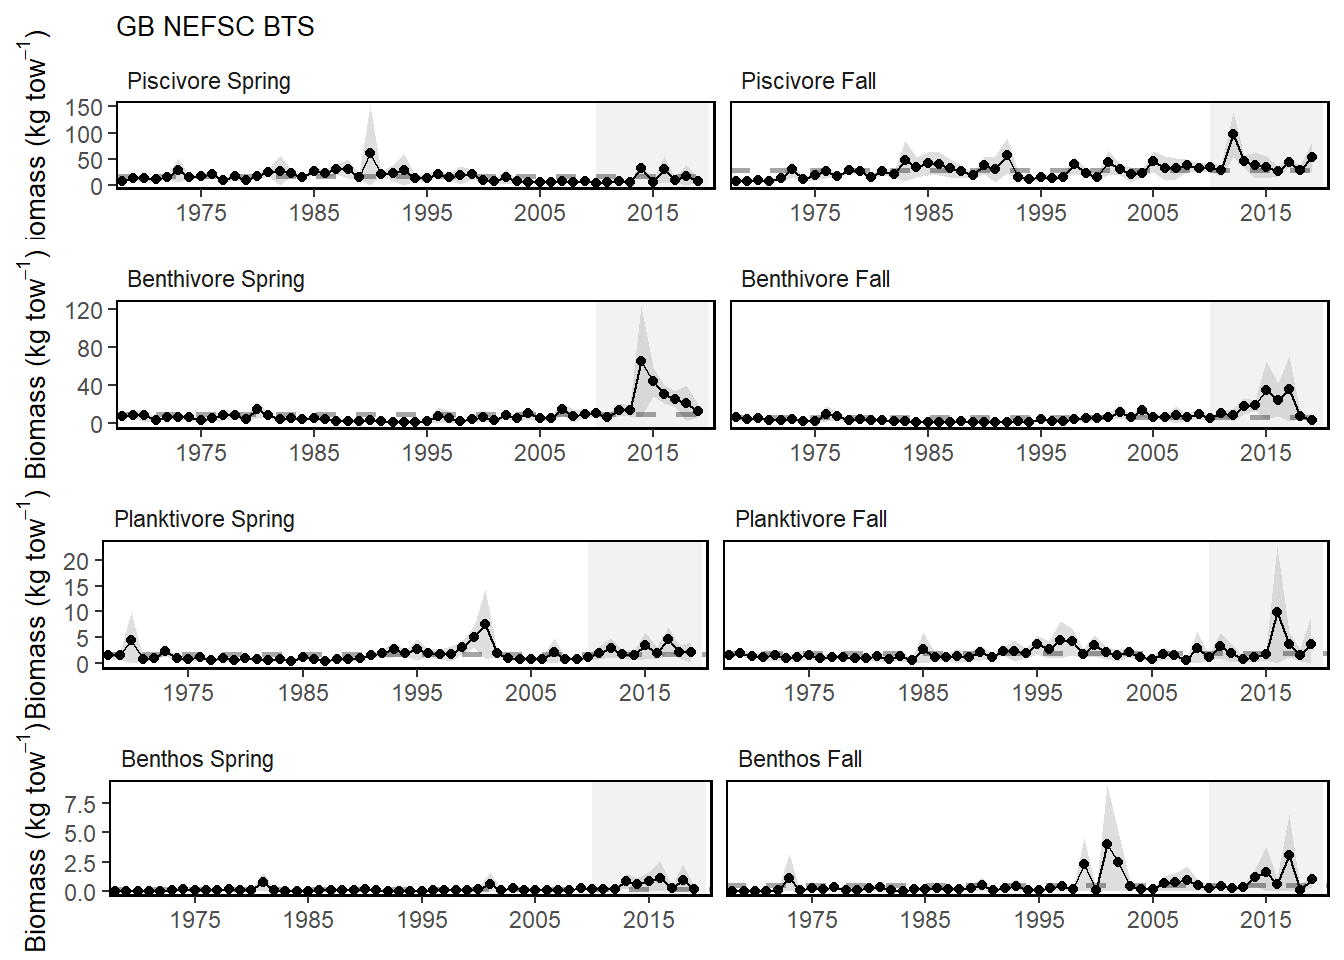 GB NEFSC BTS
Piscivore Spring
Piscivore Fall
iomass (kg tow−1)
150
100
50
0
1975 1985 1995 2005 2015
1975 1985 1995 2005 2015
Benthivore Spring
Benthivore Fall
Biomass (kg tow−1)
120
80
40
0
1975 1985 1995 2005 2015
1975 1985 1995 2005 2015
Planktivore Spring
Planktivore Fall
Biomass (kg tow−1)
20
15
10
5
0
1975 1985 1995 2005 2015
1975 1985 1995 2005 2015
Benthos Spring
Benthos Fall
Biomass (kg tow−1)
7.5
5.0
2.5
0.0
1975 1985 1995 2005 2015
1975 1985 1995 2005 2015